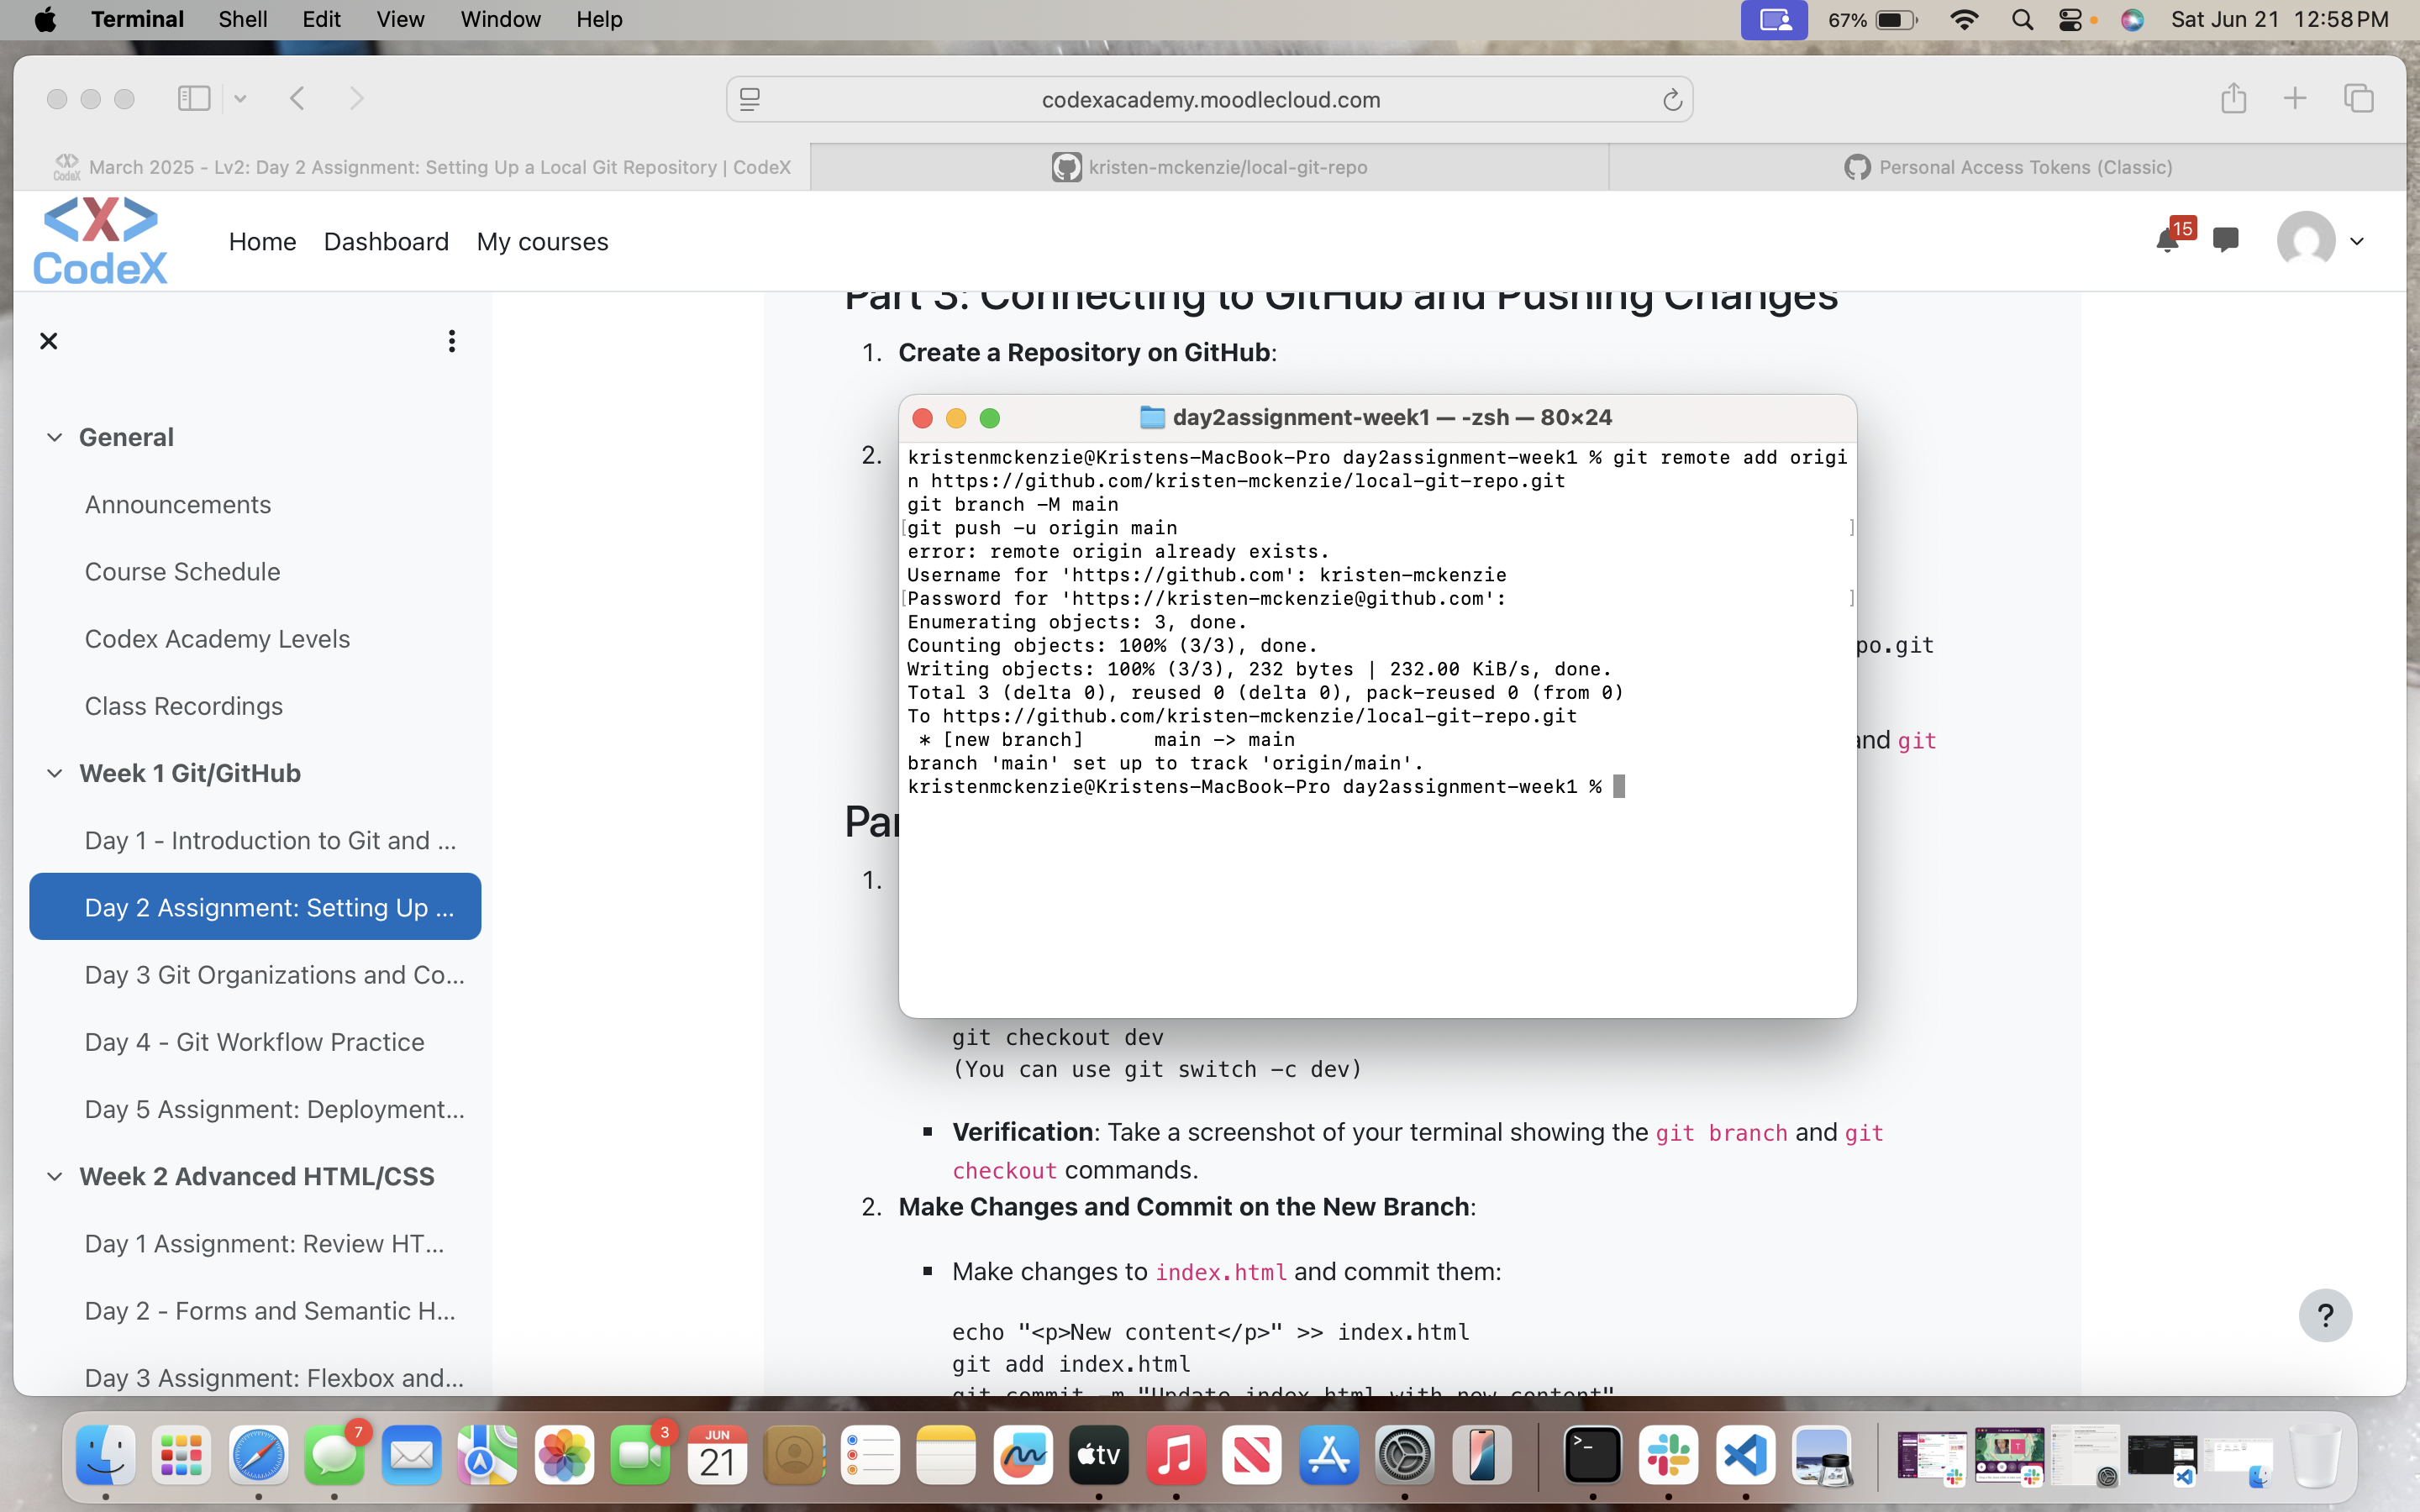 Terminal Shell Edit View Window Help 67% Sat Jun 21 12:58 PM
codexacademy.moodlecloud.com
March 2025 - Lv2: Day 2 Assignment: Setting Up a Local Git Repository | CodeX
kristen-mckenzie/local-git-repo
Personal Access Tokens (Classic)
<X>
CodeX
Home Dashboard My courses
15
General
Announcements
Course Schedule
Codex Academy Levels
Class Recordings
Week 1 Git/GitHub
Day 1 - Introduction to Git and ...
Day 2 Assignment: Setting Up ...
Day 3 Git Organizations and Co...
Day 4 - Git Workflow Practice
Day 5 Assignment: Deployment...
Week 2 Advanced HTML/CSS
Day 1 Assignment: Review HT...
Day 2 - Forms and Semantic H...
Day 3 Assignment: Flexbox and...
Part 3: Connecting to GitHub and Pushing Changes
1. Create a Repository on GitHub:
2.
day2assignment-week1 — -zsh — 80×24
kristenmckenzie@Kristens-MacBook-Pro day2assignment-week1 % git remote add origi
n https://github.com/kristen-mckenzie/local-git-repo.git
git branch -M main
[git push -u origin main ]
error: remote origin already exists.
Username for 'https://github.com': kristen-mckenzie
[Password for 'https://kristen-mckenzie@github.com': ]
Enumerating objects: 3, done.
Counting objects: 100% (3/3), done.
Writing objects: 100% (3/3), 232 bytes | 232.00 KiB/s, done.
Total 3 (delta 0), reused 0 (delta 0), pack-reused 0 (from 0)
To https://github.com/kristen-mckenzie/local-git-repo.git
 * [new branch]      main -> main
branch 'main' set up to track 'origin/main'.
kristenmckenzie@Kristens-MacBook-Pro day2assignment-week1 %
po.git
and git
Par
1.
git checkout dev
(You can use git switch -c dev)
▪ Verification: Take a screenshot of your terminal showing the git branch and git
checkout commands.
2. Make Changes and Commit on the New Branch:
▪ Make changes to index.html and commit them:
echo "<p>New content</p>" >> index.html
git add index.html
git commit -m "Update index.html with new content"
?
7
3
JUN
21
tv
>_